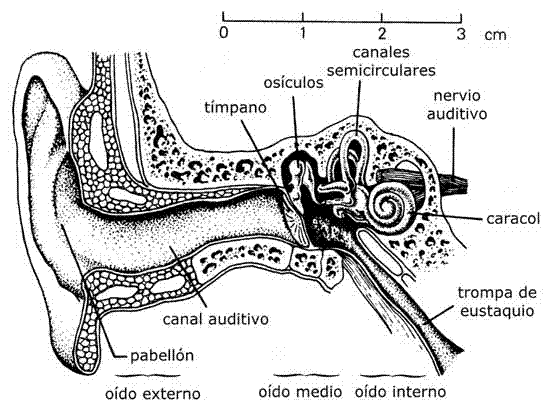 0 1 2 3 cm
canales
semicirculares
osículos
nervio
auditivo
tímpano
caracol
trompa de
eustaquio
canal auditivo
pabellón
oído externo oído medio oído interno